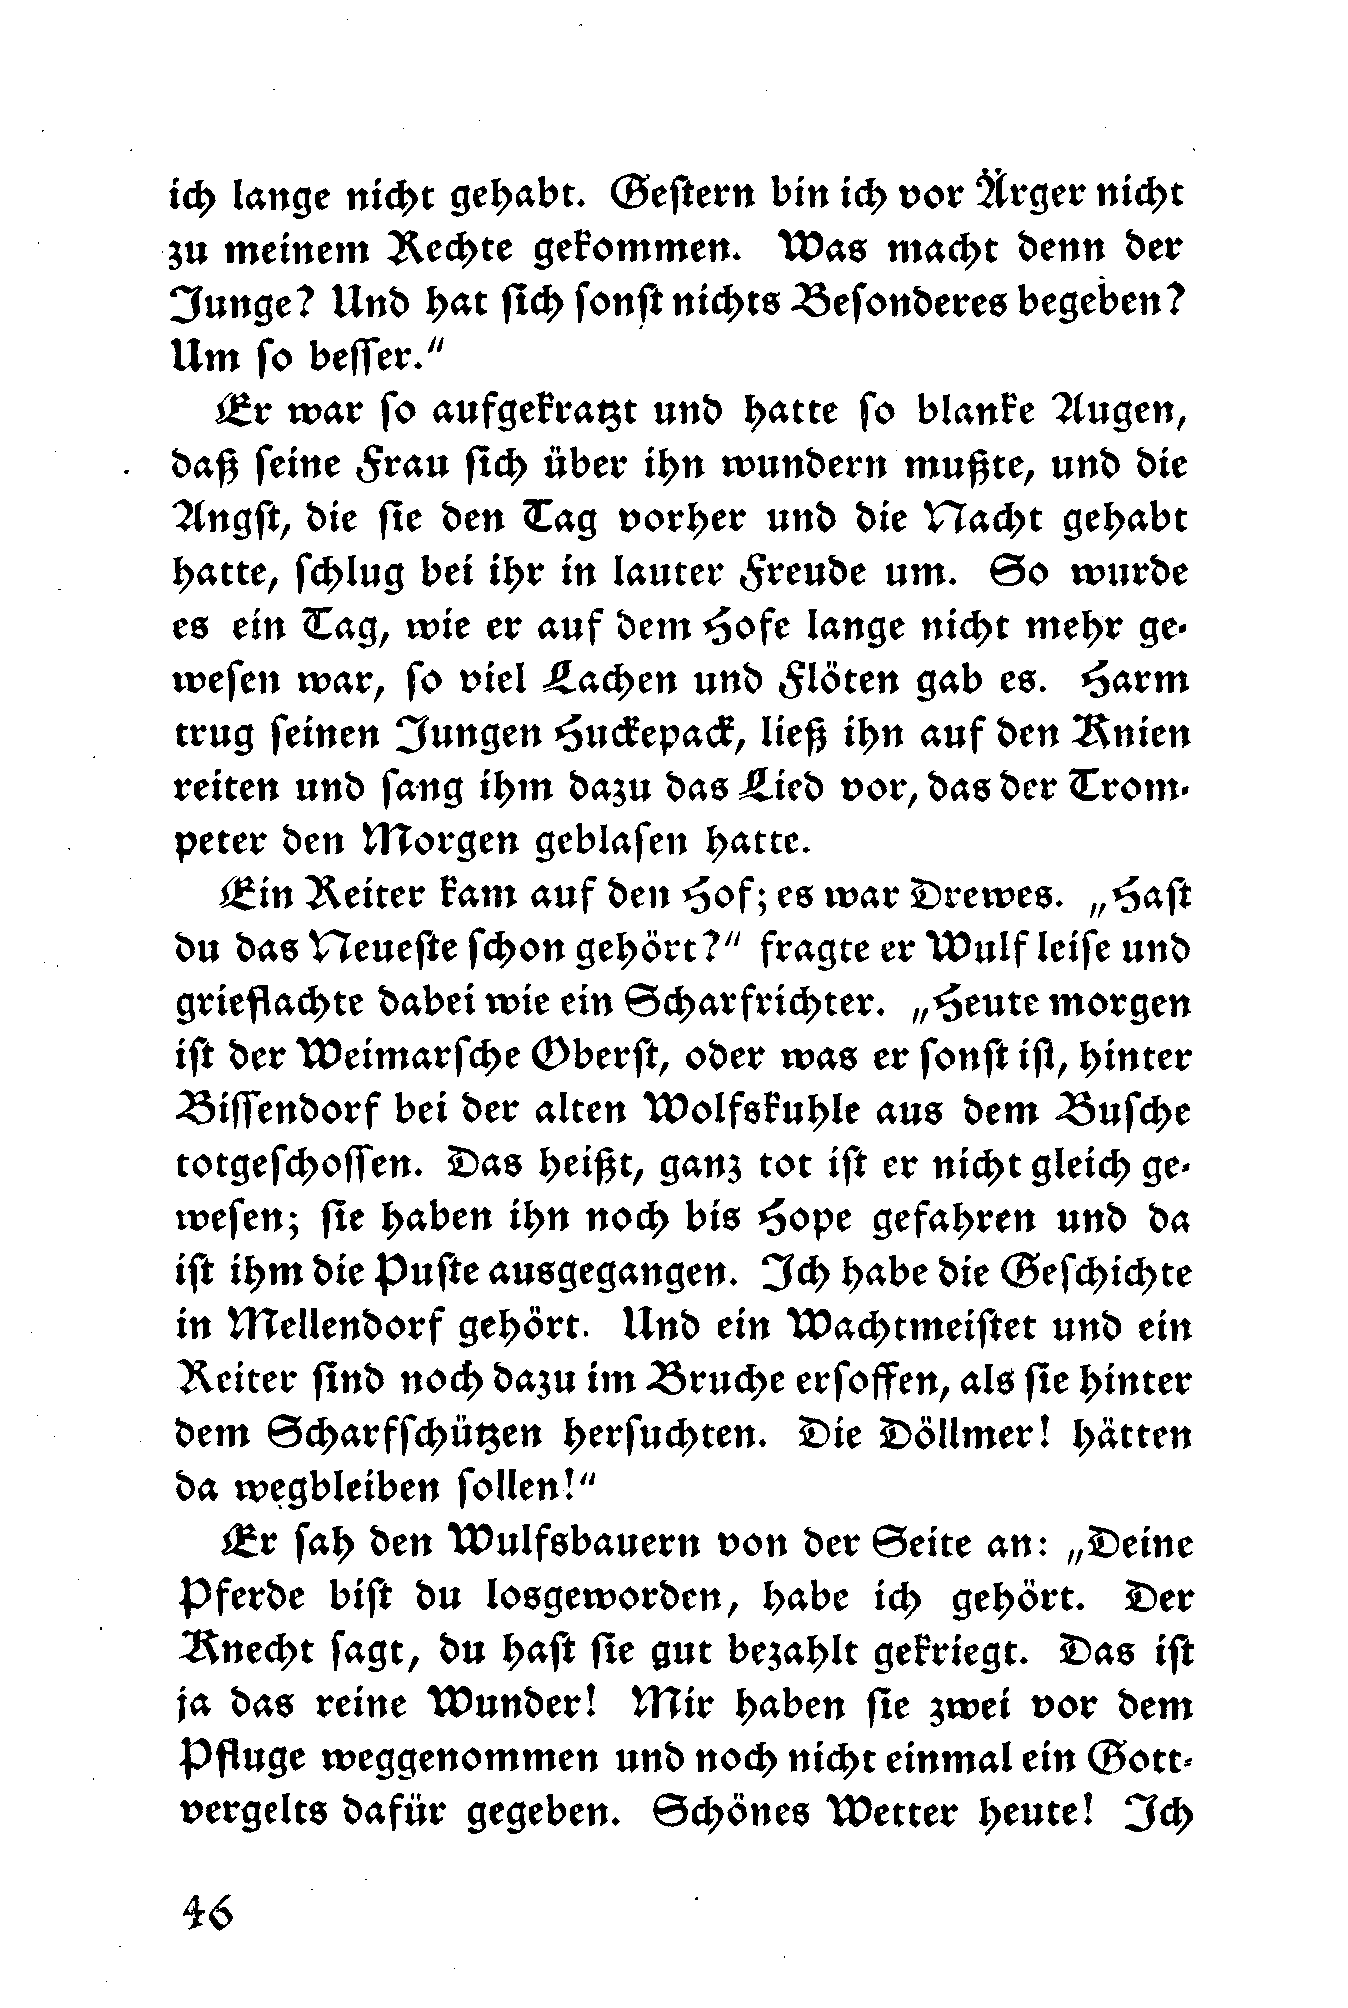 ich lange nicht gehabt. Gestern bin ich vor Ärger nicht
zu meinem Rechte gekommen. Was macht denn der
Junge? Und hat sich sonst nichts Besonderes begeben?
Um so besser.“
Er war so aufgekratzt und hatte so blanke Augen,
daß seine Frau sich über ihn wundern mußte, und die
Angst, die sie den Tag vorher und die Nacht gehabt
hatte, schlug bei ihr in lauter Freude um. So wurde
es ein Tag, wie er auf dem Hofe lange nicht mehr ge-
wesen war, so viel Lachen und Flöten gab es. Harm
trug seinen Jungen Huckepack, ließ ihn auf den Knien
reiten und sang ihm dazu das Lied vor, das der Trom-
peter den Morgen geblasen hatte.
Ein Reiter kam auf den Hof; es war Drewes. „Hast
du das Neueste schon gehört?“ fragte er Wulf leise und
grieflachte dabei wie ein Scharfrichter. „Heute morgen
ist der Weimarsche Oberst, oder was er sonst ist, hinter
Bissendorf bei der alten Wolfskuhle aus dem Busche
totgeschossen. Das heißt, ganz tot ist er nicht gleich ge-
wesen; sie haben ihn noch bis Hope gefahren und da
ist ihm die Puste ausgegangen. Ich habe die Geschichte
in Mellendorf gehört. Und ein Wachtmeistet und ein
Reiter sind noch dazu im Bruche ersoffen, als sie hinter
dem Scharfschützen hersuchten. Die Döllmer! hätten
da wegbleiben sollen!“
Er sah den Wulfsbauern von der Seite an: „Deine
Pferde bist du losgeworden, habe ich gehört. Der
Knecht sagt, du hast sie gut bezahlt gekriegt. Das ist
ja das reine Wunder! Mir haben sie zwei vor dem
Pfluge weggenommen und noch nicht einmal ein Gott-
vergelts dafür gegeben. Schönes Wetter heute! Ich
46